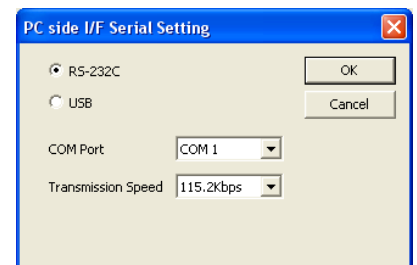 PC side I/F Serial Setting
RS-232C
OK
USB
Cancel
COM Port
COM 1
Transmission Speed
115.2Kbps